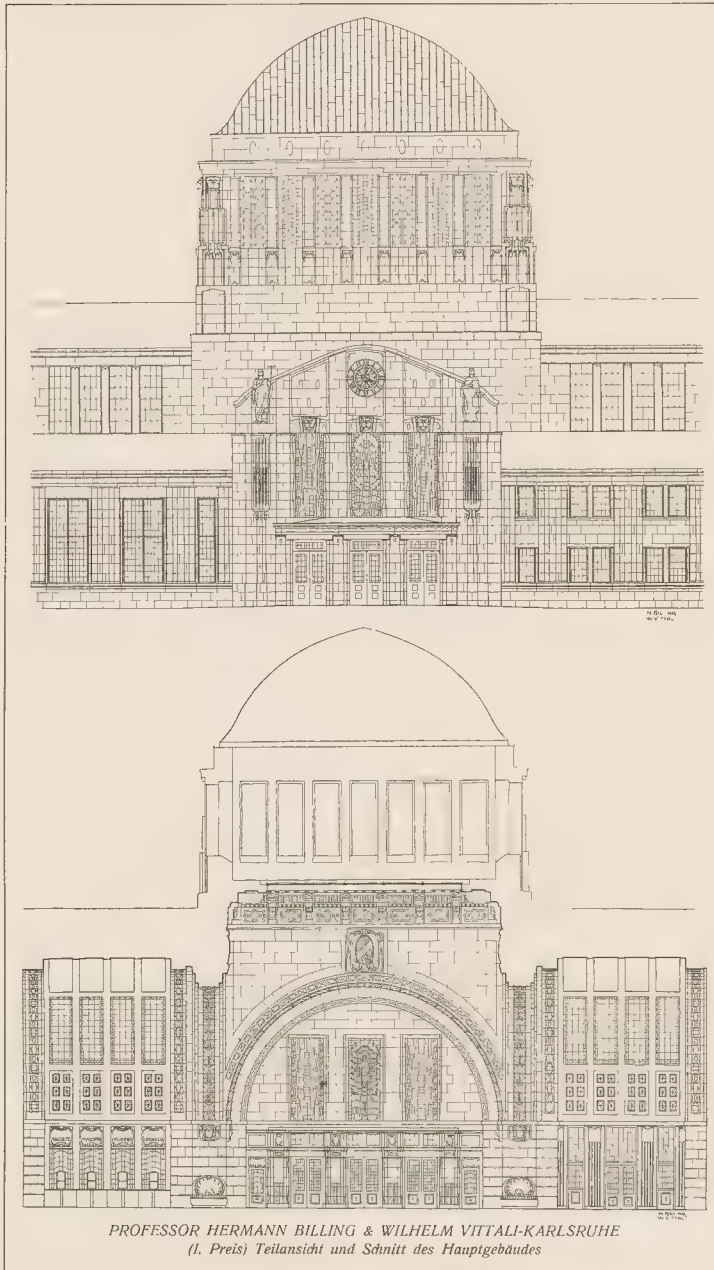 PROFESSOR HERMANN BILLING & WILHELM VITTALI-KARLSRUHE
(I. Preis) Teilansicht und Schnitt des Hauptgebäudes